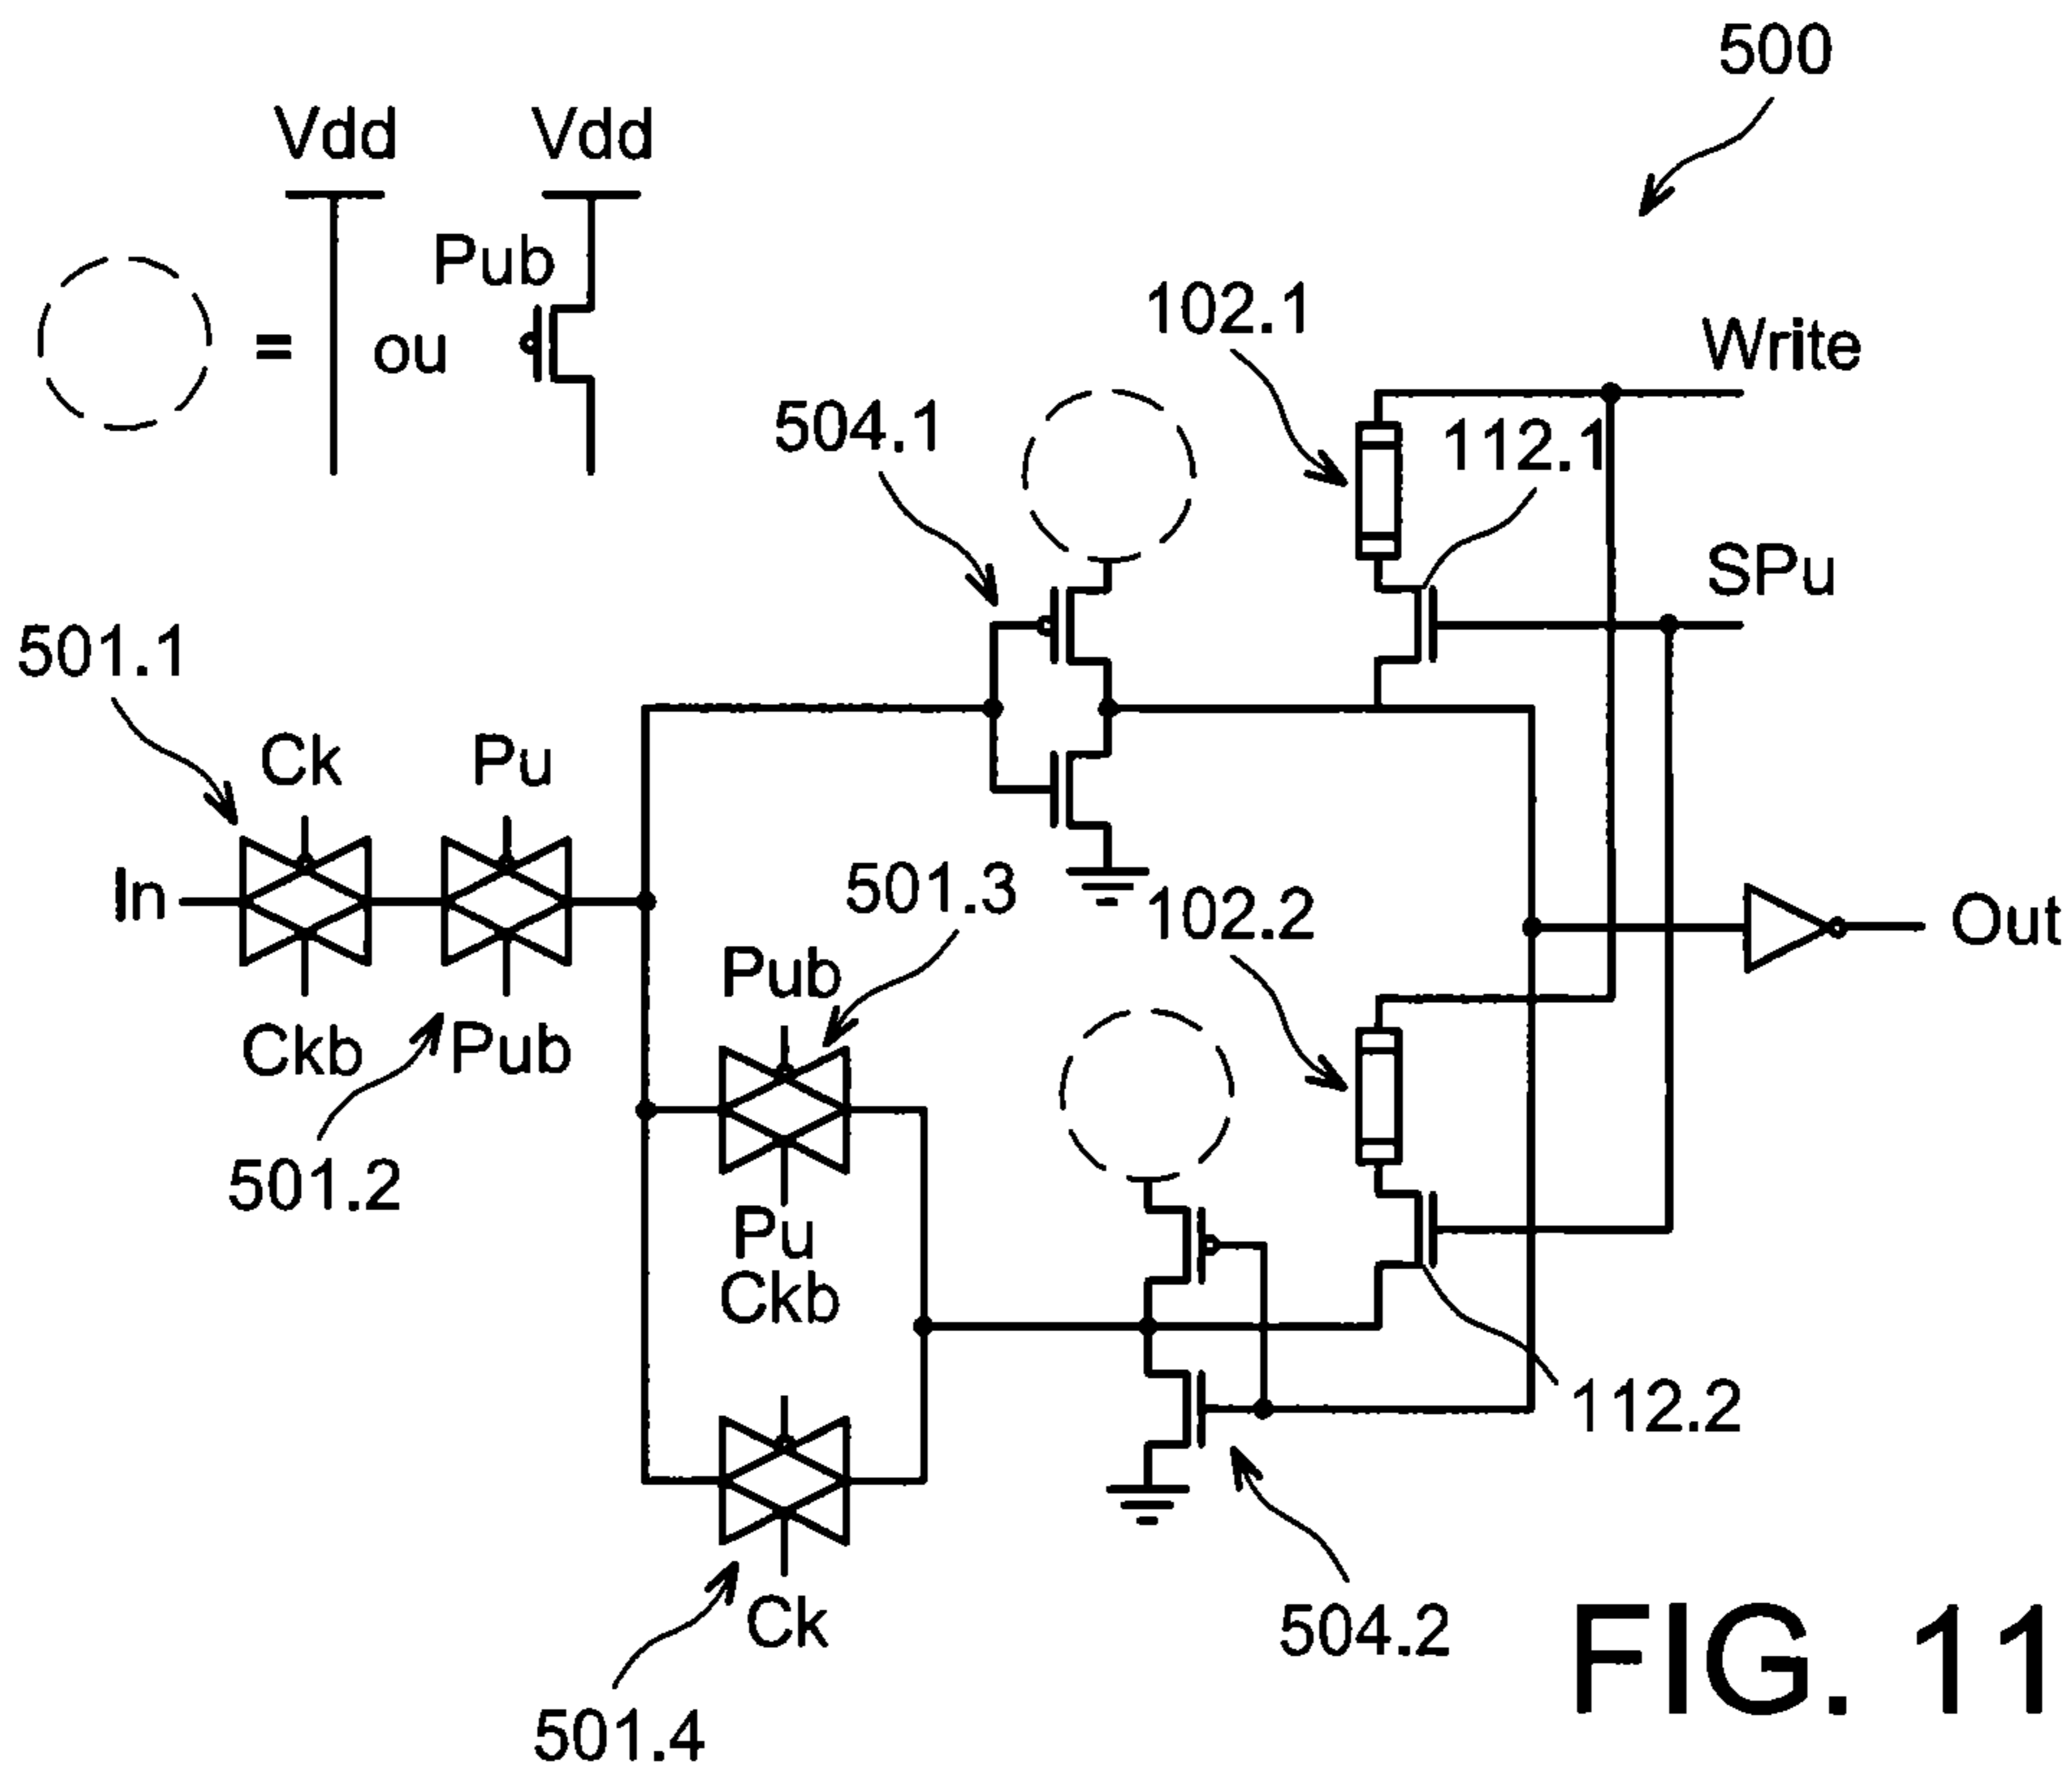 500
Vdd Vdd
Pub
= ou
102.1
Write
504.1
112.1
SPu
501.1
Ck Pu
In
501.3
102.2
Out
Ckb Pub
Pub
501.2
Pu
Ckb
112.2
Ck
504.2
501.4
FIG. 11